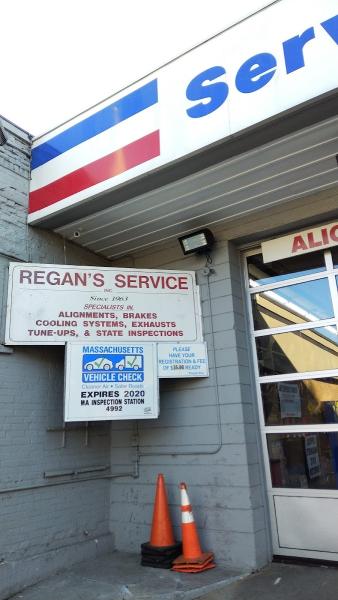 Serv
ALIG
REGAN'S SERVICE
INC.
Since 1963
SPECIALISTS IN,
ALIGNMENTS, BRAKES
COOLING SYSTEMS, EXHAUSTS
TUNE-UPS, & STATE INSPECTIONS
MASSACHUSETTS
VEHICLE CHECK
Cleaner Air • Safer Roads
EXPIRES 2020
MA INSPECTION STATION
4992
PLEASE
HAVE YOUR
REGISTRATION & FEE
OF $35.00 READY